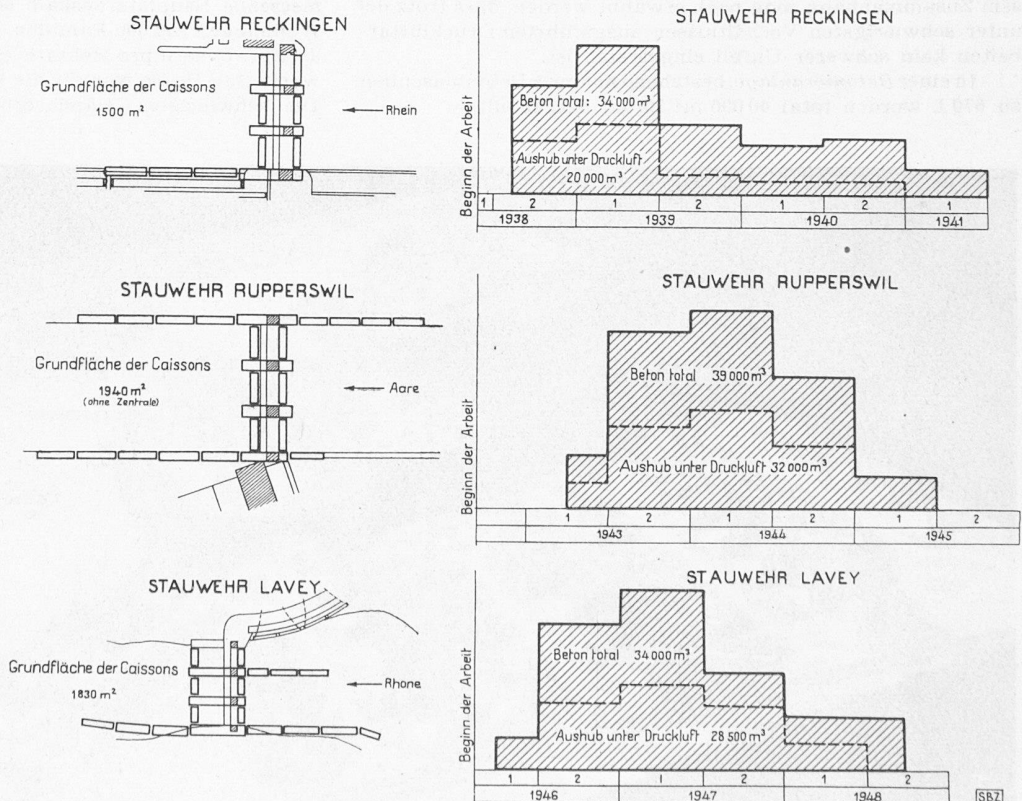 STAUWEHR RECKINGEN
Grundfläche der Caissons
1500 m²
Rhein
STAUWEHR RECKINGEN
Beginn der Arbeit
Beton total: 34'000 m³
Aushub unter Druckluft
20 000 m³
1 2 1 2 1 2 1
1938 1939 1940 1941
STAUWEHR RUPPERSWIL
Grundfläche der Caissons
1940 m²
(ohne Zentrale)
Aare
STAUWEHR RUPPERSWIL
Beginn der Arbeit
Beton total 39 000 m³
Aushub unter Druckluft 32 000 m³
1 2 1 2 1 2
1943 1944 1945
STAUWEHR LAVEY
Grundfläche der Caissons
1830 m²
Rhone
STAUWEHR LAVEY
Beginn der Arbeit
Beton total 34 000 m³
Aushub unter Druckluft 28 500 m³
1 2 1 2 1 2
1946 1947 1948
SBZ